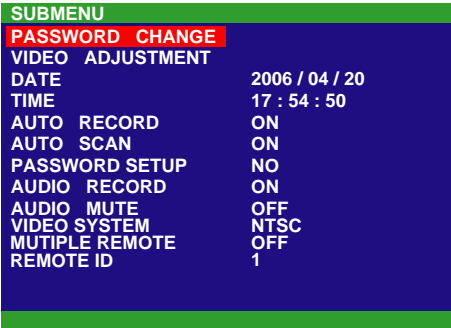 SUBMENU
PASSWORD CHANGE
VIDEO ADJUSTMENT
DATE 2006 / 04 / 20
TIME 17 : 54 : 50
AUTO RECORD ON
AUTO SCAN ON
PASSWORD SETUP NO
AUDIO RECORD ON
AUDIO MUTE OFF
VIDEO SYSTEM NTSC
MUTIPLE REMOTE OFF
REMOTE ID 1